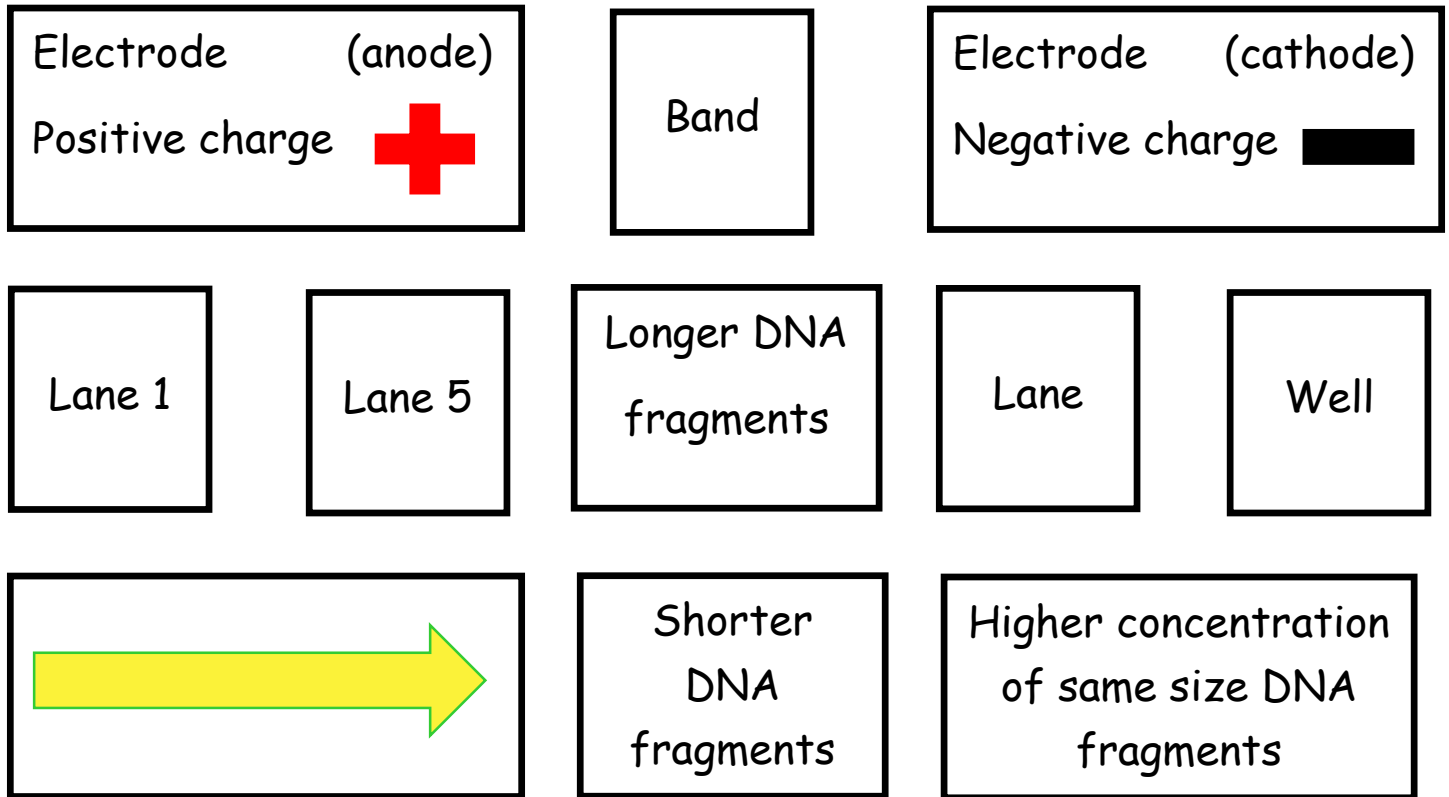 Electrode (anode)
Positive charge
Band
Electrode (cathode)
Negative charge
Lane 1
Lane 5
Longer DNA
fragments
Lane
Well
Shorter
DNA
fragments
Higher concentration
of same size DNA
fragments